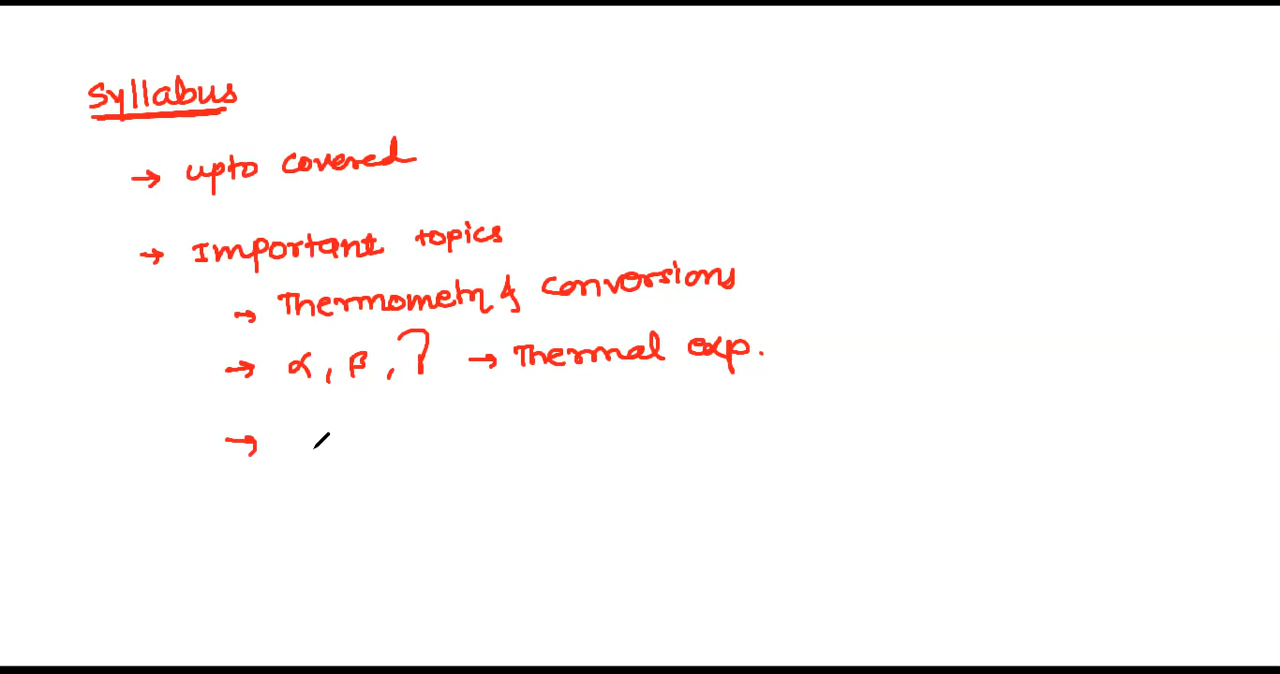 Syllabus
→ upto covered
→ Important topics
→ Thermometry & conversions
→ α, β, γ → Thermal exp.
→